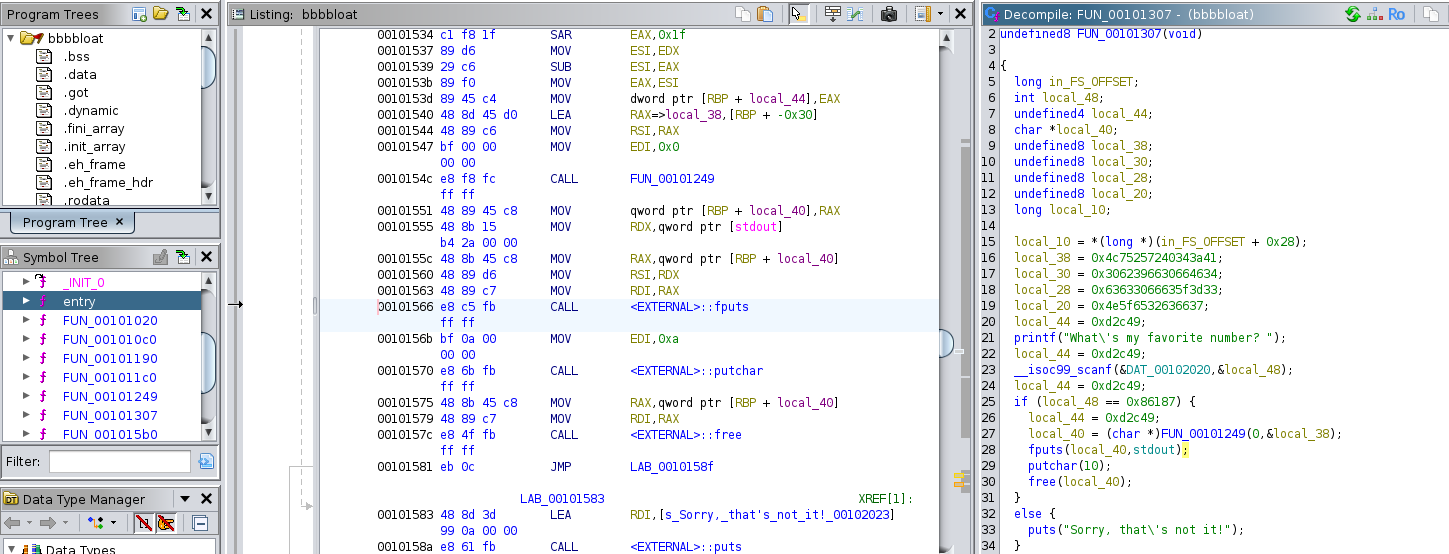 Program Trees
bbbbloat
.bss
.data
.got
.dynamic
.fini_array
.init_array
.eh_frame
.eh_frame_hdr
.rodata
Program Tree ×
Symbol Tree
f _INIT_0
f entry
f FUN_00101020
f FUN_001010c0
f FUN_00101190
f FUN_001011c0
f FUN_00101249
f FUN_00101307
f FUN_001015b0
Filter:
Data Type Manager
Data Types
Listing: bbbbloat
00101534 c1 f8 1f SAR EAX,0x1f
00101537 89 d6 MOV ESI,EDX
00101539 29 c6 SUB ESI,EAX
0010153b 89 f0 MOV EAX,ESI
0010153d 89 45 c4 MOV dword ptr [RBP + local_44],EAX
00101540 48 8d 45 d0 LEA RAX=>local_38,[RBP + -0x30]
00101544 48 89 c6 MOV RSI,RAX
00101547 bf 00 00 MOV EDI,0x0
00 00
0010154c e8 f8 fc CALL FUN_00101249
ff ff
00101551 48 89 45 c8 MOV qword ptr [RBP + local_40],RAX
00101555 48 8b 15 MOV RDX,qword ptr [stdout]
b4 2a 00 00
0010155c 48 8b 45 c8 MOV RAX,qword ptr [RBP + local_40]
00101560 48 89 d6 MOV RSI,RDX
00101563 48 89 c7 MOV RDI,RAX
00101566 e8 c5 fb CALL <EXTERNAL>::fputs
ff ff
0010156b bf 0a 00 MOV EDI,0xa
00 00
00101570 e8 6b fb CALL <EXTERNAL>::putchar
ff ff
00101575 48 8b 45 c8 MOV RAX,qword ptr [RBP + local_40]
00101579 48 89 c7 MOV RDI,RAX
0010157c e8 4f fb CALL <EXTERNAL>::free
ff ff
00101581 eb 0c JMP LAB_0010158f
LAB_00101583 XREF[1]:
00101583 48 8d 3d LEA RDI,[s_Sorry,_that's_not_it!_00102023]
99 0a 00 00
0010158a e8 61 fb CALL <EXTERNAL>::puts
Decompile: FUN_00101307 - (bbbbloat)
Ro
2 undefined8 FUN_00101307(void)
3
4 {
5 long in_FS_OFFSET;
6 int local_48;
7 undefined4 local_44;
8 char *local_40;
9 undefined8 local_38;
10 undefined8 local_30;
11 undefined8 local_28;
12 undefined8 local_20;
13 long local_10;
14
15 local_10 = *(long *)(in_FS_OFFSET + 0x28);
16 local_38 = 0x4c75257240343a41;
17 local_30 = 0x3062396630664634;
18 local_28 = 0x63633066635f3d33;
19 local_20 = 0x4e5f6532636637;
20 local_44 = 0xd2c49;
21 printf("What\'s my favorite number? ");
22 local_44 = 0xd2c49;
23 __isoc99_scanf(&DAT_00102020,&local_48);
24 local_44 = 0xd2c49;
25 if (local_48 == 0x86187) {
26 local_44 = 0xd2c49;
27 local_40 = (char *)FUN_00101249(0,&local_38);
28 fputs(local_40,stdout);
29 putchar(10);
30 free(local_40);
31 }
32 else {
33 puts("Sorry, that\'s not it!");
34 }